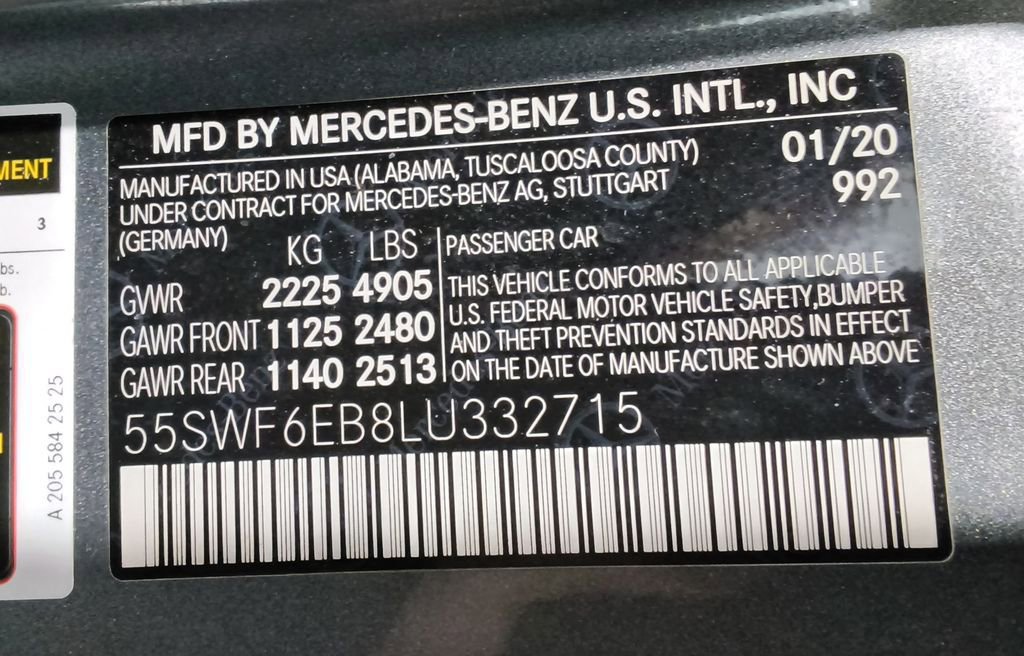 MFD BY MERCEDES-BENZ U.S. INTL., INC
MANUFACTURED IN USA (ALABAMA, TUSCALOOSA COUNTY) 01/20
UNDER CONTRACT FOR MERCEDES-BENZ AG, STUTTGART 992
(GERMANY)
KG LBS
GVWR 2225 4905
GAWR FRONT 1125 2480
GAWR REAR 1140 2513
PASSENGER CAR
THIS VEHICLE CONFORMS TO ALL APPLICABLE
U.S. FEDERAL MOTOR VEHICLE SAFETY,BUMPER
AND THEFT PREVENTION STANDARDS IN EFFECT
ON THE DATE OF MANUFACTURE SHOWN ABOVE
55SWF6EB8LU332715
MENT
3
bs.
b.
A 205 584 25 25